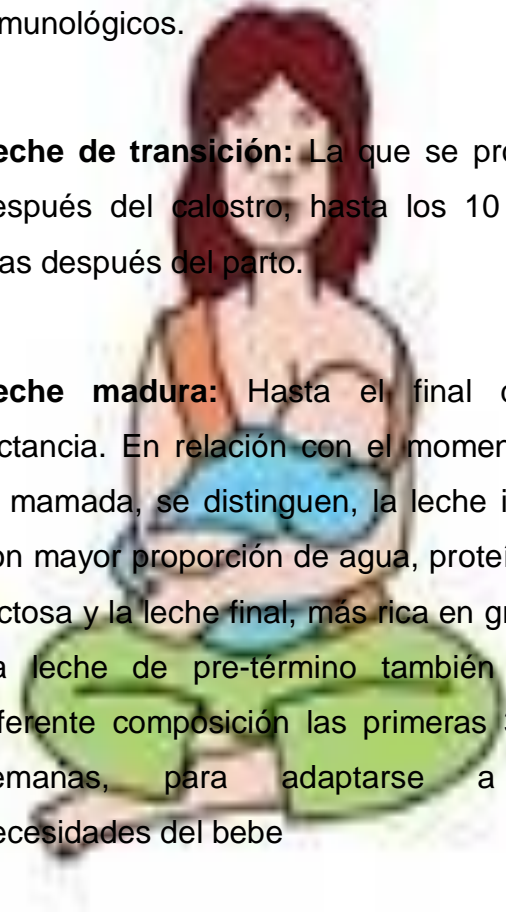 munológicos.
eche de transición: La que se pro
espués del calostro, hasta los 10
as después del parto.
eche madura: Hasta el final
ctancia. En relación con el momen
mamada, se distinguen, la leche i
on mayor proporción de agua, proteí
ctosa y la leche final, más rica en g
a leche de pre-término también
ferente composición las primeras
emanas, para adaptarse a
ecesidades del bebe